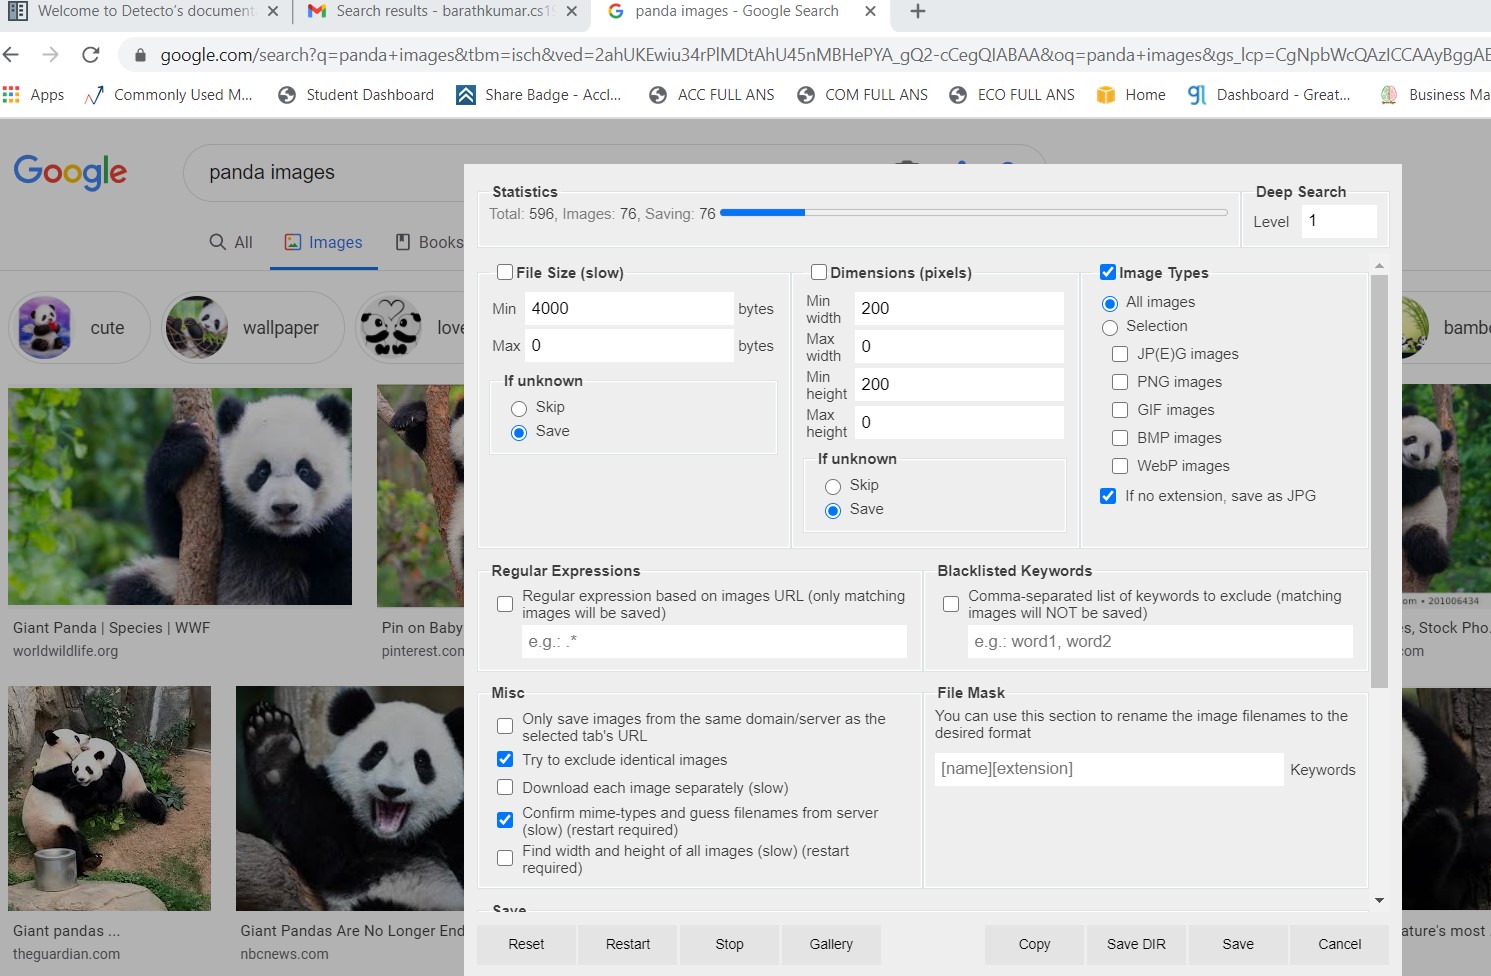 Welcome to Detecto's document
Search results - barathkumar.cs19
panda images - Google Search
google.com/search?q=panda+images&tbm=isch&ved=2ahUKEwiu34rPlMDtAhU45nMBHePYA_gQ2-cCegQIABAA&oq=panda+images&gs_lcp=CgNpbWcQAzICCAAyBggAE
Apps
Commonly Used M...
Student Dashboard
Share Badge - Accl...
ACC FULL ANS
COM FULL ANS
ECO FULL ANS
Home
gl Dashboard - Great...
Business Ma
Google
panda images
All
Images
Books
cute
wallpaper
love
bambo
Giant Panda | Species | WWF
worldwildlife.org
Pin on Baby
pinterest.con
com • 201006434
es, Stock Pho.
com
Giant pandas ...
theguardian.com
Giant Pandas Are No Longer End
nbcnews.com
ature's most
Statistics
Total: 596, Images: 76, Saving: 76
Deep Search
Level 1
File Size (slow)
Min 4000 bytes
Max 0 bytes
If unknown
Skip
Save
Dimensions (pixels)
Min width 200
Max width 0
Min height 200
Max height 0
If unknown
Skip
Save
Image Types
All images
Selection
JP(E)G images
PNG images
GIF images
BMP images
WebP images
If no extension, save as JPG
Regular Expressions
Regular expression based on images URL (only matching
images will be saved)
e.g.: .*
Blacklisted Keywords
Comma-separated list of keywords to exclude (matching
images will NOT be saved)
e.g.: word1, word2
Misc
Only save images from the same domain/server as the
selected tab's URL
Try to exclude identical images
Download each image separately (slow)
Confirm mime-types and guess filenames from server
(slow) (restart required)
Find width and height of all images (slow) (restart
required)
File Mask
You can use this section to rename the image filenames to the
desired format
[name][extension] Keywords
Save
Reset
Restart
Stop
Gallery
Copy
Save DIR
Save
Cancel